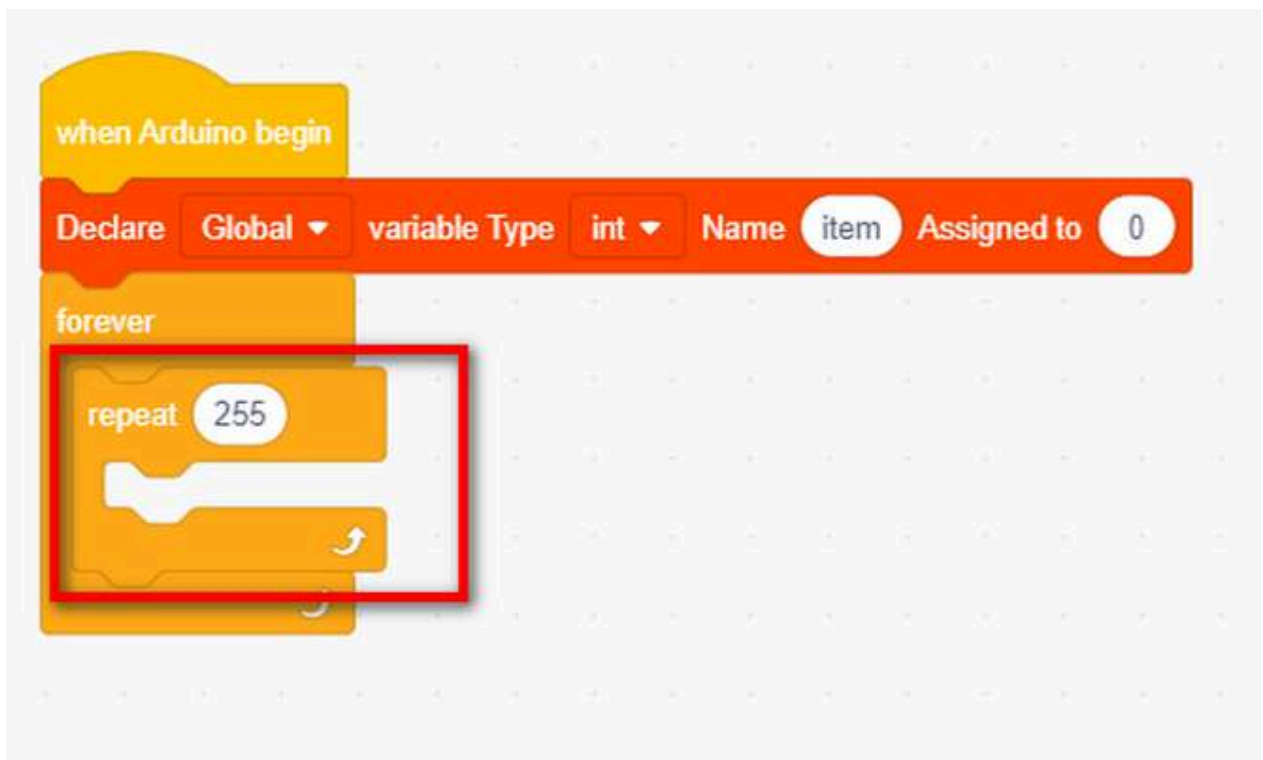 when Arduino begin
Declare Global variable Type int Name item Assigned to 0
forever
repeat 255